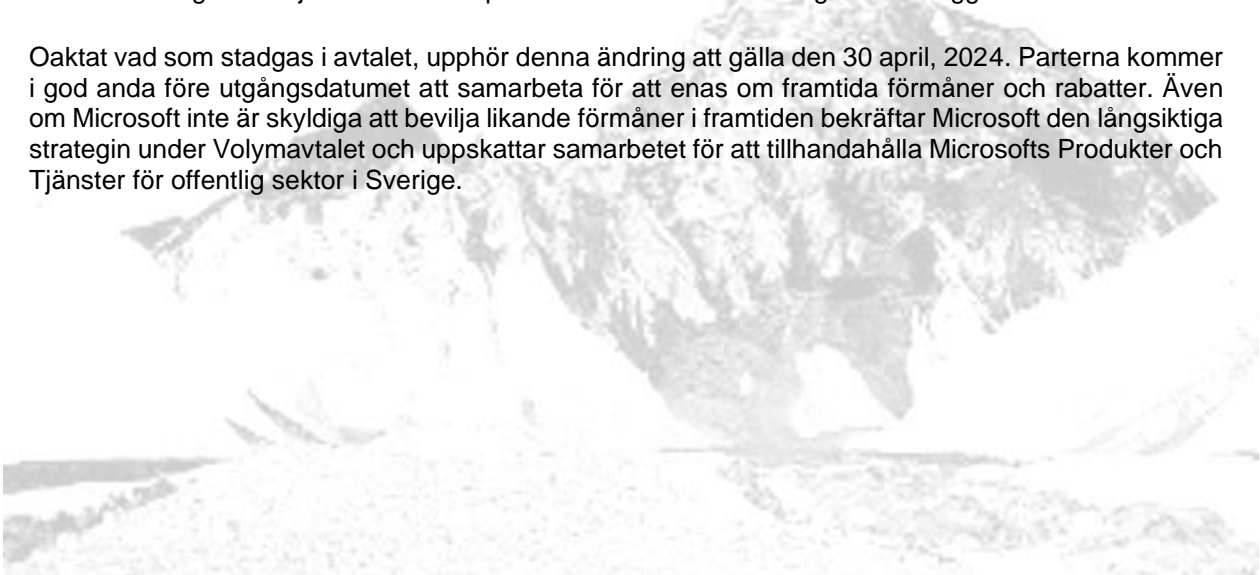 Oaktat vad som stadgas i avtalet, upphör denna ändring att gälla den 30 april, 2024. Parterna kommer
i god anda före utgångsdatumet att samarbeta för att enas om framtida förmåner och rabatter. Även
om Microsoft inte är skyldiga att bevilja likande förmåner i framtiden bekräftar Microsoft den långsiktiga
strategin under Volymavtalet och uppskattar samarbetet för att tillhandahålla Microsofts Produkter och
Tjänster för offentlig sektor i Sverige.